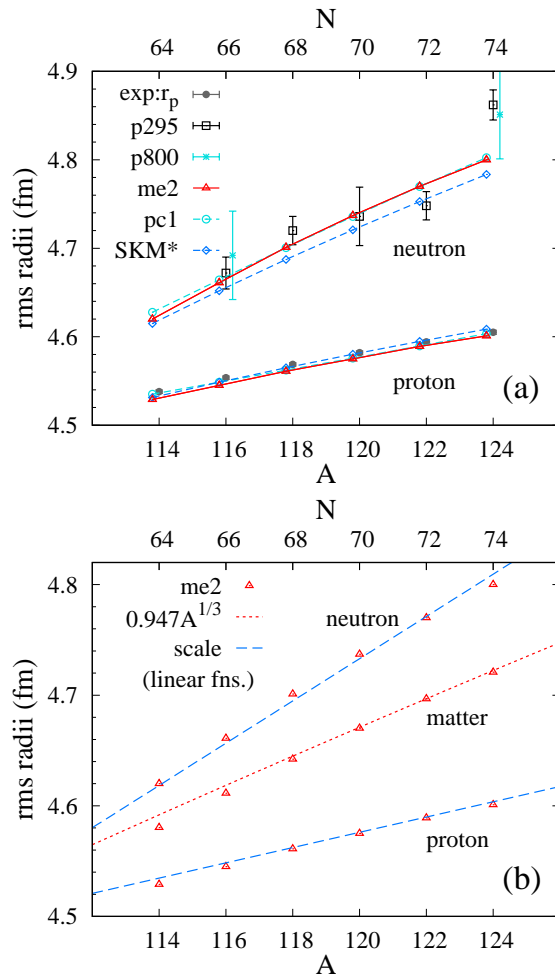 N
64 66 68 70 72 74
4.9
4.8
4.7
4.6
4.5
rms radii (fm)
exp:r_p
p295
p800
me2
pc1
SKM*
neutron
proton
(a)
114 116 118 120 122 124
A
N
64 66 68 70 72 74
4.8
4.7
4.6
4.5
rms radii (fm)
me2
0.947A^1/3
scale
(linear fns.)
neutron
matter
proton
(b)
114 116 118 120 122 124
A